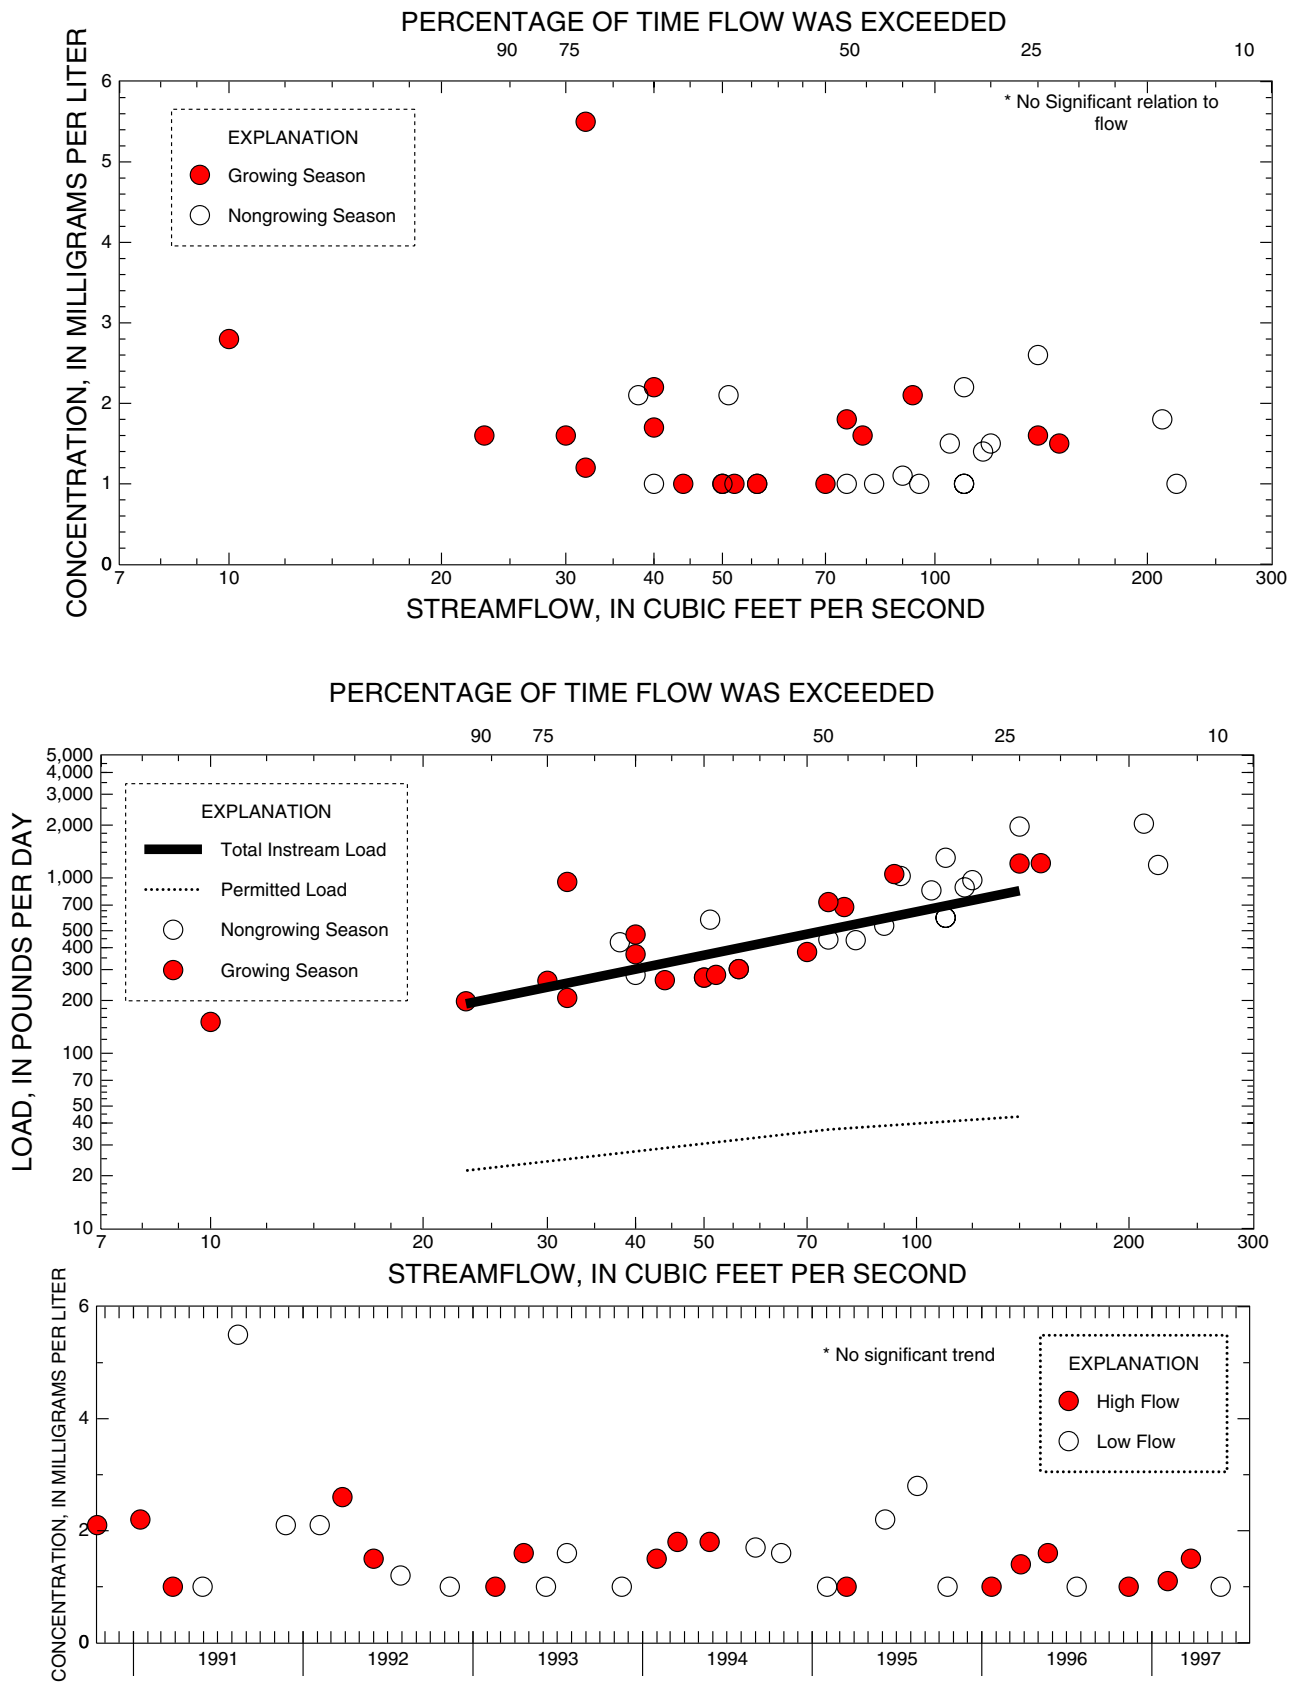 PERCENTAGE OF TIME FLOW WAS EXCEEDED
90 75 50 25 10
CONCENTRATION, IN MILLIGRAMS PER LITER
6
5
4
3
2
1
0
* No Significant relation to
flow
EXPLANATION
Growing Season
Nongrowing Season
7 10 20 30 40 50 70 100 200 300
STREAMFLOW, IN CUBIC FEET PER SECOND
PERCENTAGE OF TIME FLOW WAS EXCEEDED
90 75 50 25 10
LOAD, IN POUNDS PER DAY
5,000
4,000
3,000
2,000
1,000
700
500
400
300
200
100
70
50
40
30
20
10
EXPLANATION
Total Instream Load
Permitted Load
Nongrowing Season
Growing Season
7 10 20 30 40 50 70 100 200 300
STREAMFLOW, IN CUBIC FEET PER SECOND
CONCENTRATION, IN MILLIGRAMS PER LITER
6
4
2
0
* No significant trend
EXPLANATION
High Flow
Low Flow
1991 1992 1993 1994 1995 1996 1997